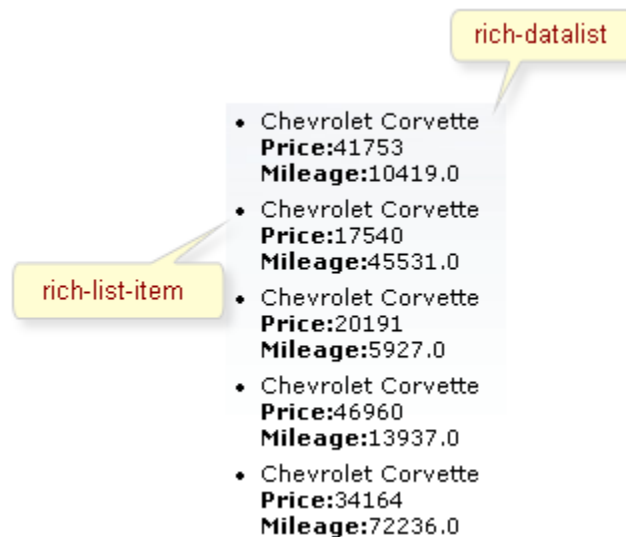 rich-datalist
• Chevrolet Corvette
Price:41753
Mileage:10419.0
• Chevrolet Corvette
Price:17540
Mileage:45531.0
rich-list-item
• Chevrolet Corvette
Price:20191
Mileage:5927.0
• Chevrolet Corvette
Price:46960
Mileage:13937.0
• Chevrolet Corvette
Price:34164
Mileage:72236.0